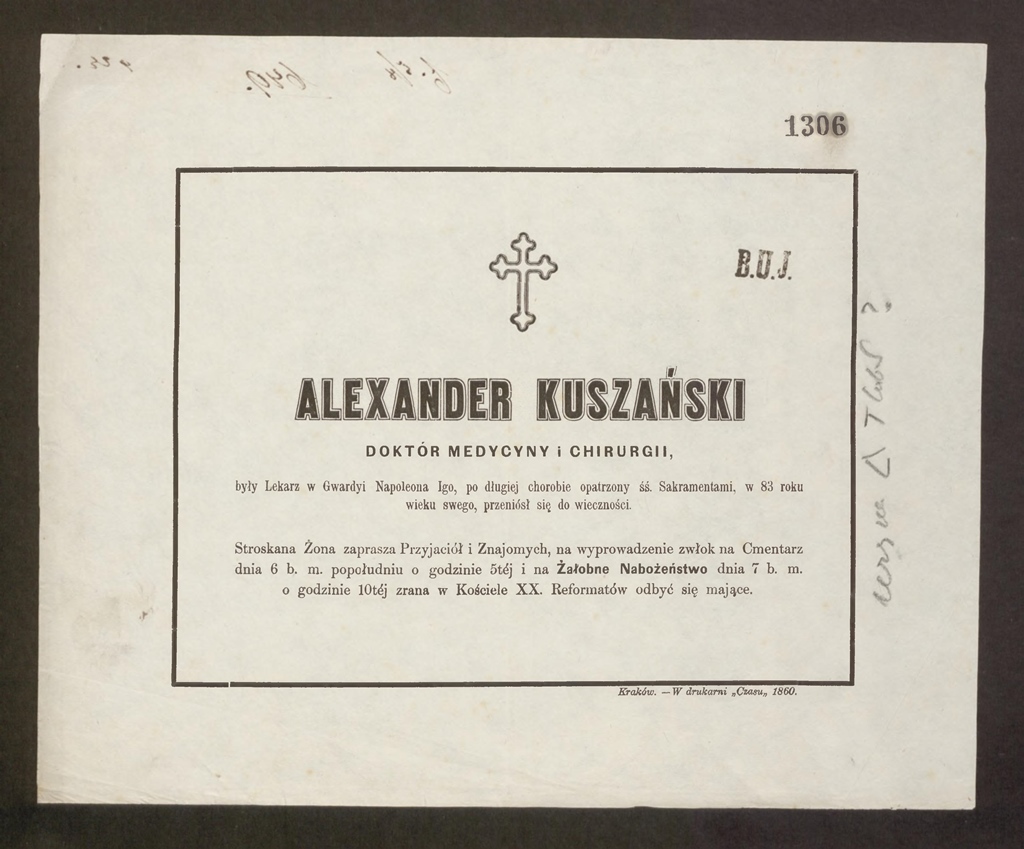 1306
B.U.J.
ALEXANDER KUSZAŃSKI
DOKTÓR MEDYCYNY i CHIRURGII,
były Lekarz w Gwardyi Napoleona Igo, po długiej chorobie opatrzony śś. Sakramentami, w 83 roku
wieku swego, przeniósł się do wieczności.
Stroskana Żona zaprasza Przyjaciół i Znajomych, na wyprowadzenie zwłok na Cmentarz
dnia 6 b. m. popołudniu o godzinie 5téj i na Żałobne Nabożeństwo dnia 7 b. m.
o godzinie 10téj zrana w Kościele XX. Reformatów odbyć się mające.
Kraków. — W drukarni „Czasu„ 1860.